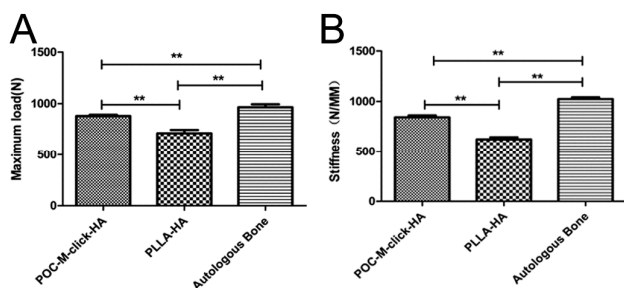 A
Maximum load(N)
1500
1000
500
0
**
**
**
POC-M-click-HA
PLLA-HA
Autologous Bone
B
Stiffness (N/MM)
1500
1000
500
0
**
**
**
POC-M-click-HA
PLLA-HA
Autologous Bone